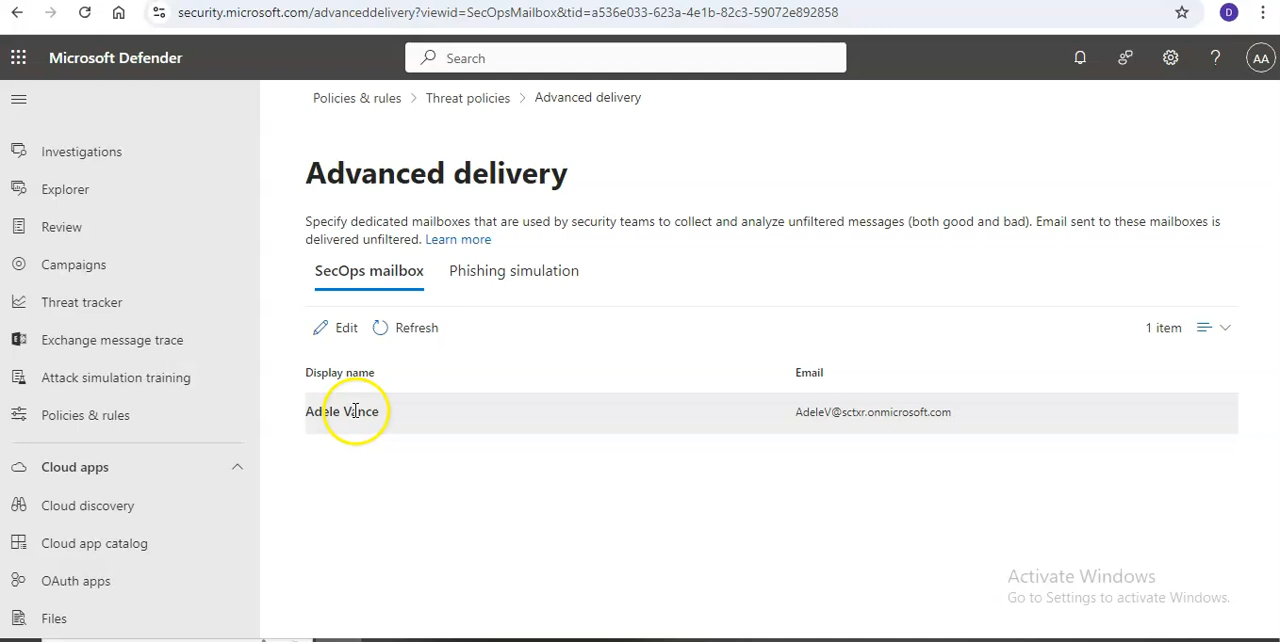 security.microsoft.com/advanceddelivery?viewid=SecOpsMailbox&tid=a536e033-623a-4e1b-82c3-59072e892858
D
Microsoft Defender
Search
?
AA
Policies & rules > Threat policies > Advanced delivery
Investigations
Explorer
Review
Campaigns
Threat tracker
Exchange message trace
Attack simulation training
Policies & rules
Cloud apps
Cloud discovery
Cloud app catalog
OAuth apps
Files
Advanced delivery
Specify dedicated mailboxes that are used by security teams to collect and analyze unfiltered messages (both good and bad). Email sent to these mailboxes is
delivered unfiltered. Learn more
SecOps mailbox Phishing simulation
Edit Refresh 1 item
Display name Email
Adele Vance AdeleV@sctxr.onmicrosoft.com
Activate Windows
Go to Settings to activate Windows.